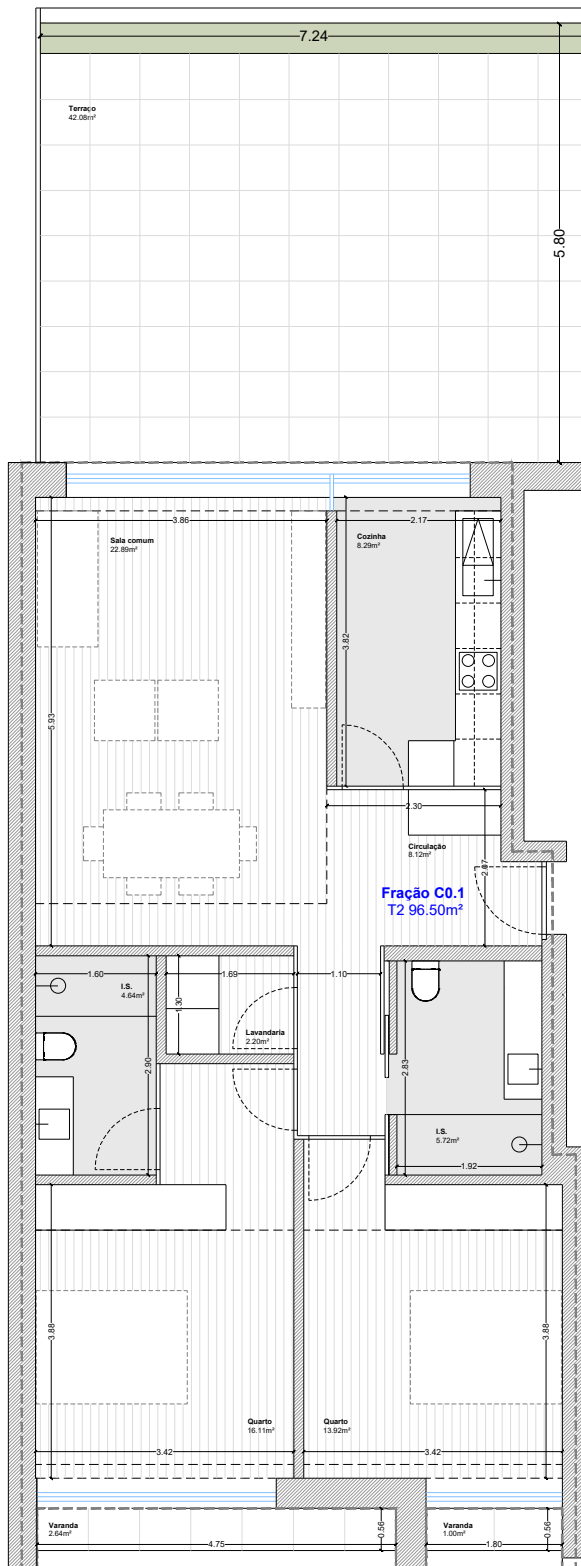 7.24
Terraço
42.08m²
5.80
3.86
2.17
Sala comum
22.89m²
Cozinha
8.29m²
3.82
5.93
2.30
Circulação
8.12m²
2.07
Fração C0.1
T2 96.50m²
1.60
1.69
1.10
I.S.
4.64m²
1.30
Lavandaria
2.20m²
2.90
2.83
I.S.
5.72m²
1.92
3.88
3.88
Quarto
16.11m²
Quarto
13.92m²
3.42
3.42
Varanda
2.64m²
0.56
Varanda
1.00m²
0.56
4.75
1.80